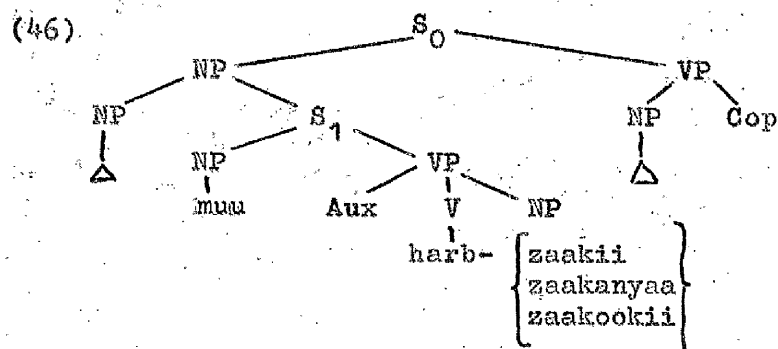 (46)
S0
NP VP
NP S1 NP Cop
NP VP
muu Aux V NP
harb- zaakii
zaakanyaa
zaakookii